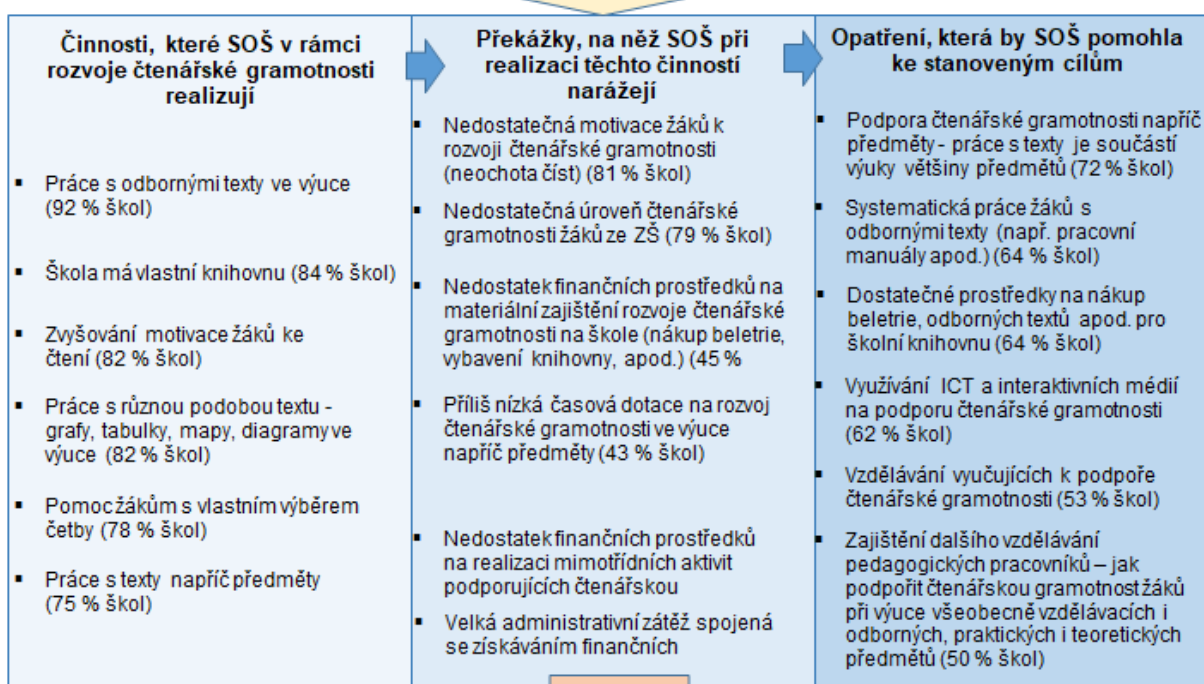 Činnosti, které SOŠ v rámci
rozvoje čtenářské gramotnosti
realizují
▪ Práce s odbornými texty ve výuce
(92 % škol)
▪ Škola má vlastní knihovnu (84 % škol)
▪ Zvyšování motivace žáků ke
čtení (82 % škol)
▪ Práce s různou podobou textu -
grafy, tabulky, mapy, diagramy ve
výuce (82 % škol)
▪ Pomoc žákům s vlastním výběrem
četby (78 % škol)
▪ Práce s texty napříč předměty
(75 % škol)
Překážky, na něž SOŠ při
realizaci těchto činností
narážejí
▪ Nedostatečná motivace žáků k
rozvoji čtenářské gramotnosti
(neochota číst) (81 % škol)
▪ Nedostatečná úroveň čtenářské
gramotnosti žáků ze ZŠ (79 % škol)
▪ Nedostatek finančních prostředků na
materiální zajištění rozvoje čtenářské
gramotnosti na škole (nákup beletrie,
vybavení knihovny, apod.) (45 %
▪ Příliš nízká časová dotace na rozvoj
čtenářské gramotnosti ve výuce
napříč předměty (43 % škol)
▪ Nedostatek finančních prostředků
na realizaci mimotřídních aktivit
podporujících čtenářskou
▪ Velká administrativní zátěž spojená
se získáváním finančních
Opatření, která by SOŠ pomohla
ke stanoveným cílům
▪ Podpora čtenářské gramotnosti napříč
předměty - práce s texty je součástí
výuky většiny předmětů (72 % škol)
▪ Systematická práce žáků s
odbornými texty (např. pracovní
manuály apod.) (64 % škol)
▪ Dostatečné prostředky na nákup
beletrie, odborných textů apod. pro
školní knihovnu (64 % škol)
▪ Využívání ICT a interaktivních médií
na podporu čtenářské gramotnosti
(62 % škol)
▪ Vzdělávání vyučujících k podpoře
čtenářské gramotnosti (53 % škol)
▪ Zajištění dalšího vzdělávání
pedagogických pracovníků – jak
podpořit čtenářskou gramotnost žáků
při výuce všeobecně vzdělávacích i
odborných, praktických i teoretických
předmětů (50 % škol)